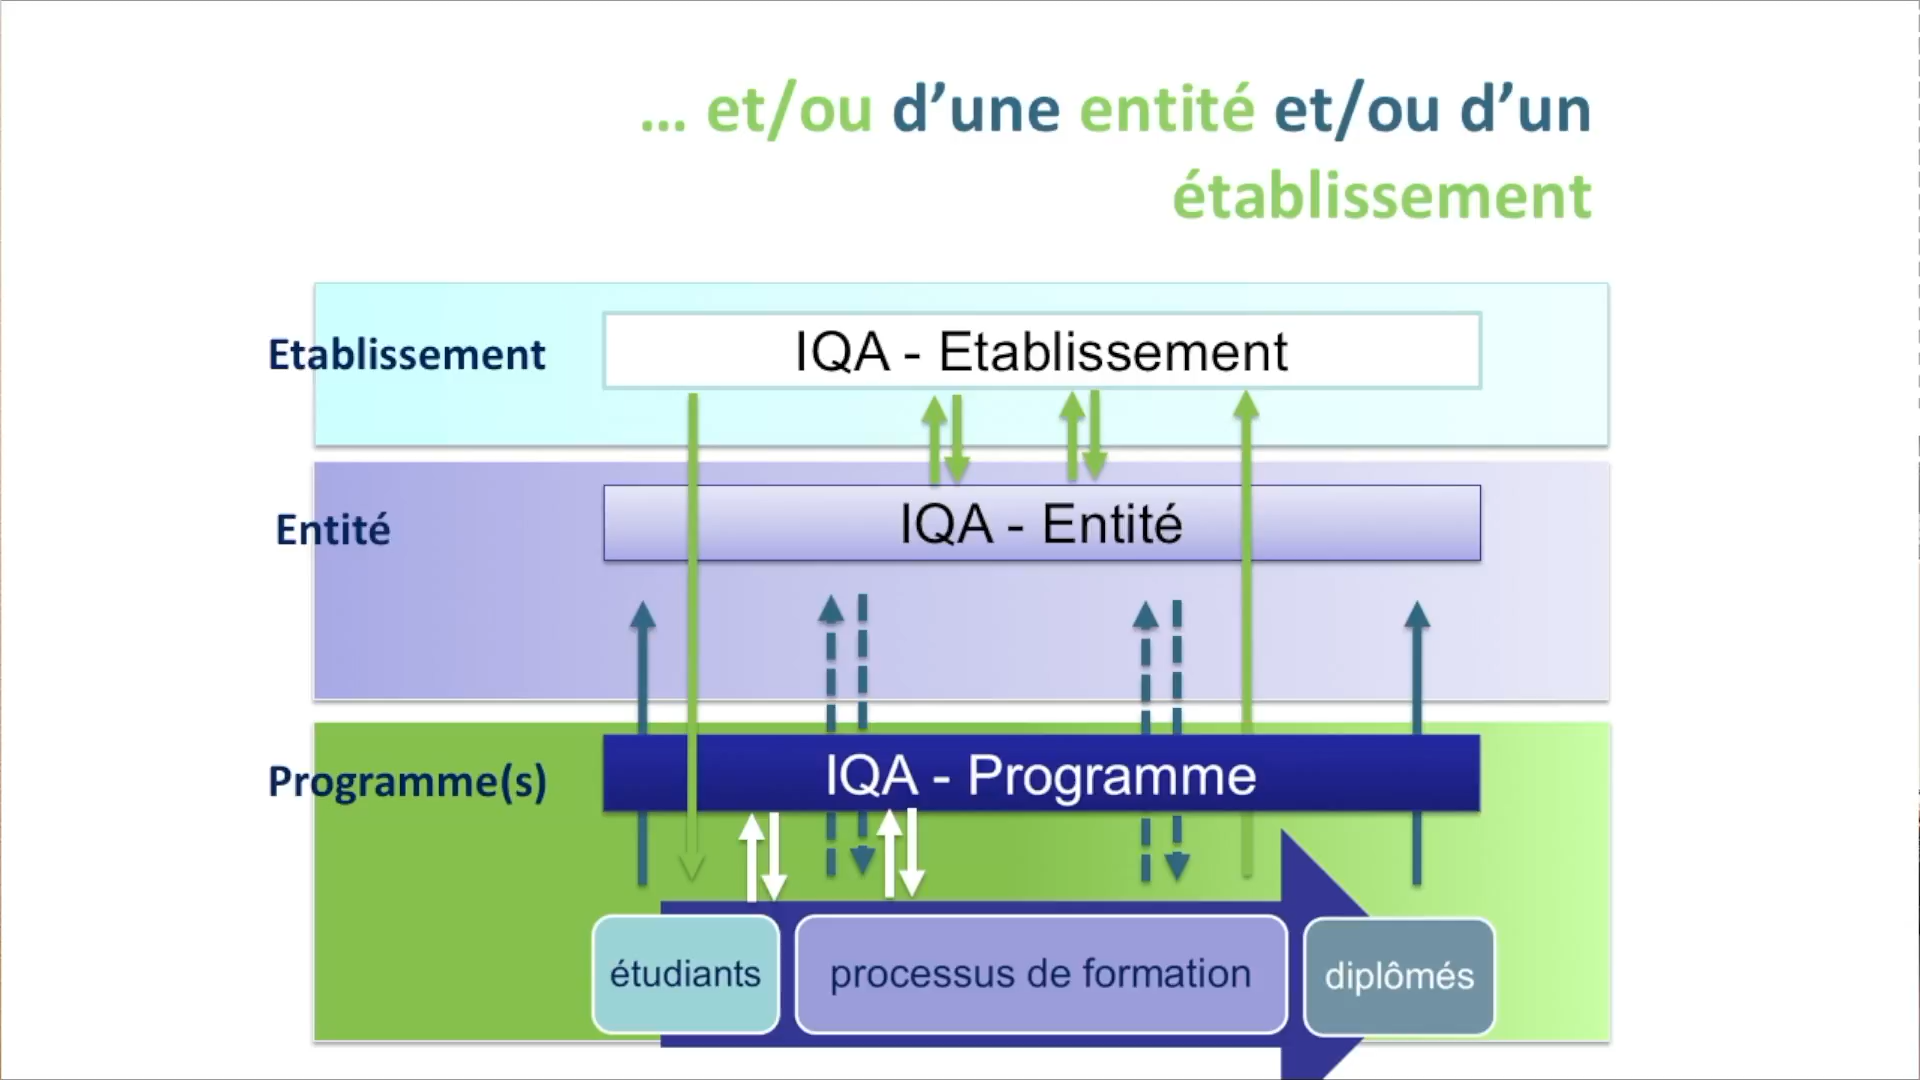 … et/ou d’une entité et/ou d’un
établissement
Etablissement
IQA - Etablissement
Entité
IQA - Entité
Programme(s)
IQA - Programme
étudiants
processus de formation
diplômés